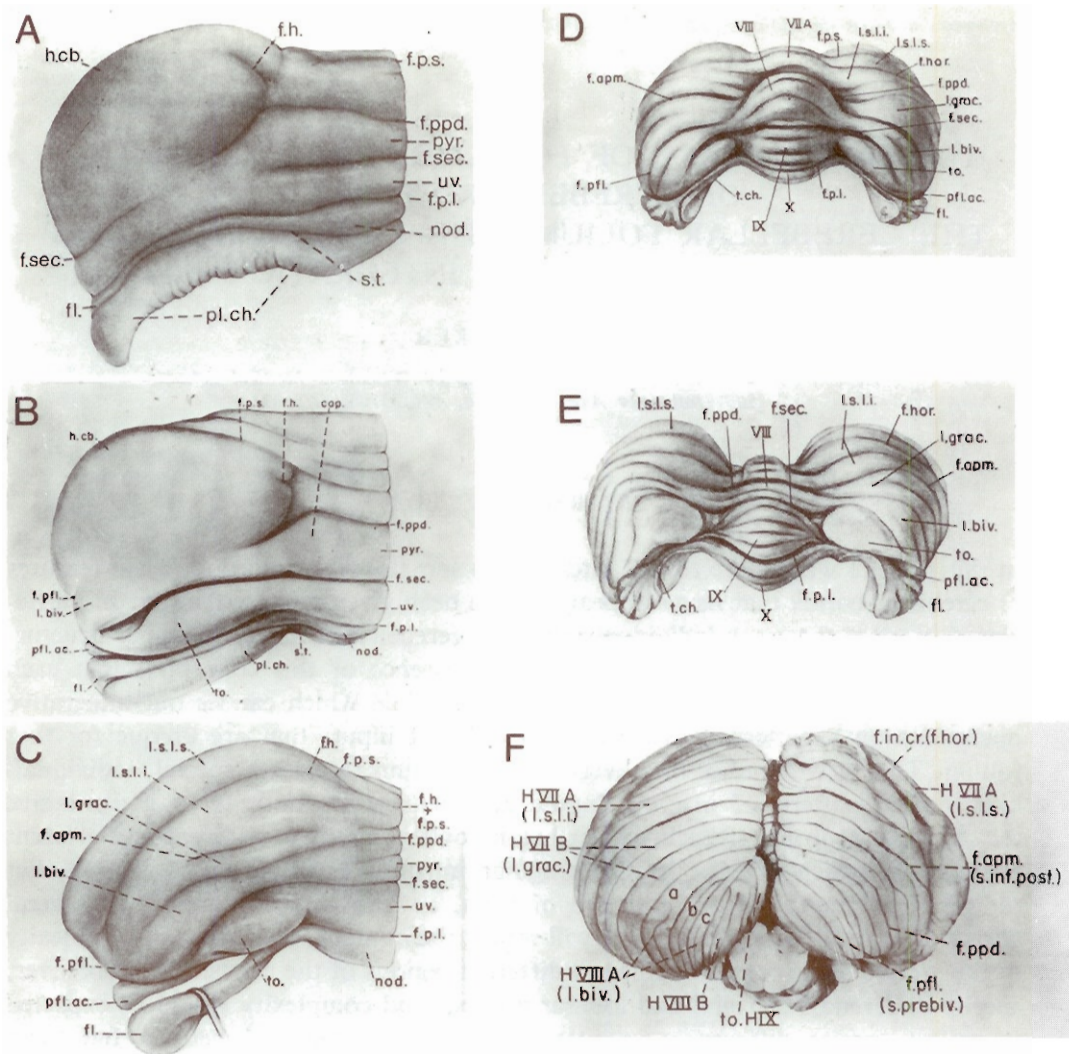 A
f.h.
h.cb.
f.p.s.
f.ppd.
pyr.
f.sec.
uv.
f.p.l.
nod.
f.sec.
s.t.
fl.
pl.ch.
B
f.p.s.
f.h.
cop.
h.cb.
f.ppd.
pyr.
f.sec.
f.pfl.
l.biv.
uv.
f.p.l.
pfl.ac.
pl.ch.
s.t.
nod.
fl.
to.
C
l.s.l.s.
f.h.
f.p.s.
l.s.l.i.
l.grac.
f.h.
+
f.p.s.
f.apm.
f.ppd.
pyr.
l.biv.
f.sec.
uv.
f.p.l.
f.pfl.
to.
nod.
pfl.ac.
fl.
D
VIII
VII A
f.p.s.
l.s.l.i.
l.s.l.s.
f.hor.
f.apm.
f.ppd.
l.grac.
f.sec.
l.biv.
to.
f.pfl.
t.ch.
IX
X
f.p.l.
pfl.ac.
fl.
E
l.s.l.s.
f.ppd.
VIII
f.sec.
l.s.l.i.
f.hor.
l.grac.
f.apm.
l.biv.
to.
pfl.ac.
t.ch.
IX
X
f.p.l.
fl.
F
f.in.cr.(f.hor.)
H VII A
(l.s.l.i.)
H VII A
(l.s.l.s.)
H VII B
(l.grac.)
f.apm.
(s.inf.post.)
a
b
c
f.ppd.
H VIII A
(l.biv.)
H VIII B
to.HIX
f.pfl.
(s.prebiv.)